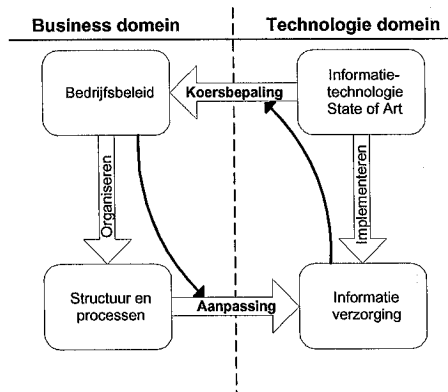 Business domein
Technologie domein
Bedrijfsbeleid
Koersbepaling
Informatie-
technologie
State of Art
Organiseren
Implementeren
Structuur en
processen
Aanpassing
Informatie
verzorging